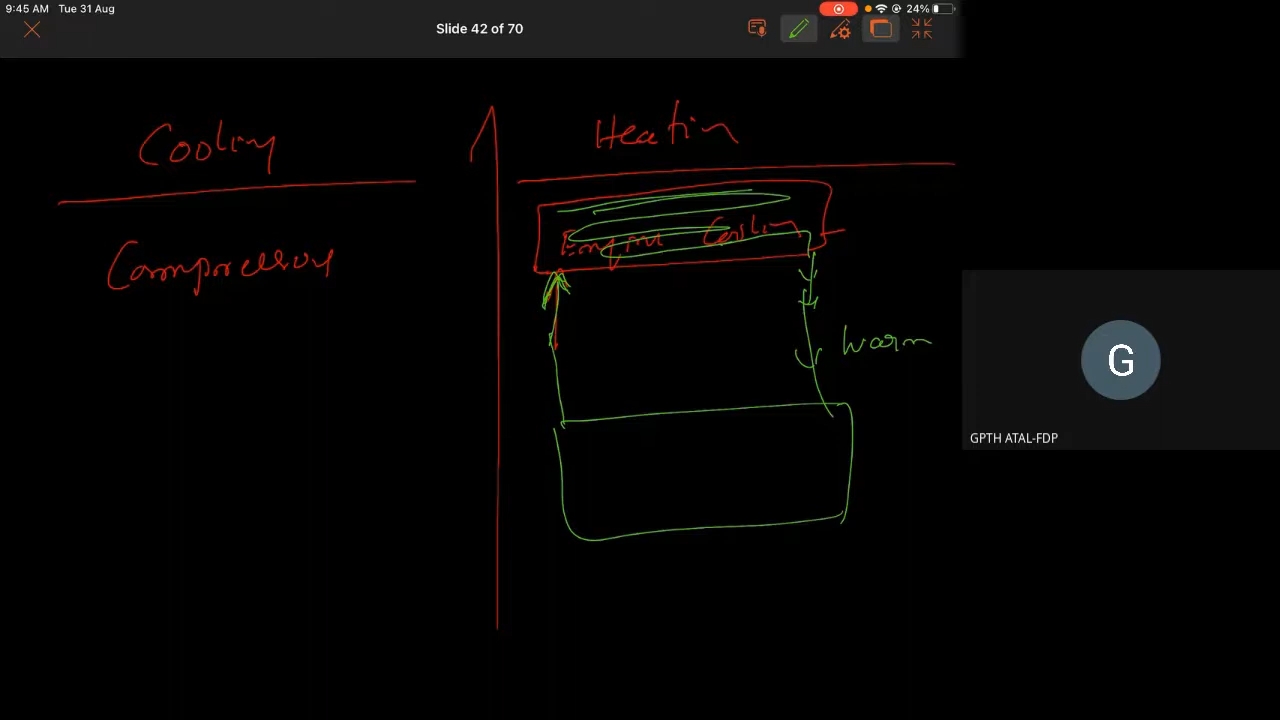 9:45 AM Tue 31 Aug
24%
Slide 42 of 70
Cooling
Heating
Compressor
Engine Cooling
Warm
G
GPTH ATAL-FDP